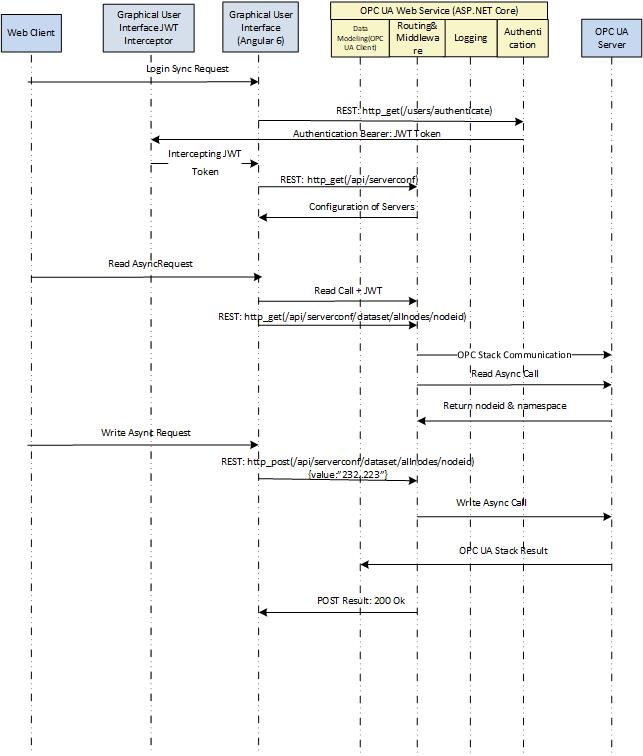 Web Client
Graphical User
Interface JWT
Interceptor
Graphical User
Interface
(Angular 6)
OPC UA Web Service (ASP.NET Core)
Data
Modeling(OPC
UA Client)
Routing&
Middlewa
re
Logging
Authenti
cation
OPC UA
Server
Login Sync Request
REST: http_get(/users/authenticate)
Authentication Bearer: JWT Token
Intercepting JWT
Token
REST: http_get(/api/serverconf)
Configuration of Servers
Read AsyncRequest
Read Call + JWT
REST: http_get(/api/serverconf/dataset/allnodes/nodeid)
OPC Stack Communication
Read Async Call
Return nodeid & namespace
Write Async Request
REST: http_post(/api/serverconf/dataset/allnodes/nodeid)
{value:”232,223”}
Write Async Call
OPC UA Stack Result
POST Result: 200 Ok